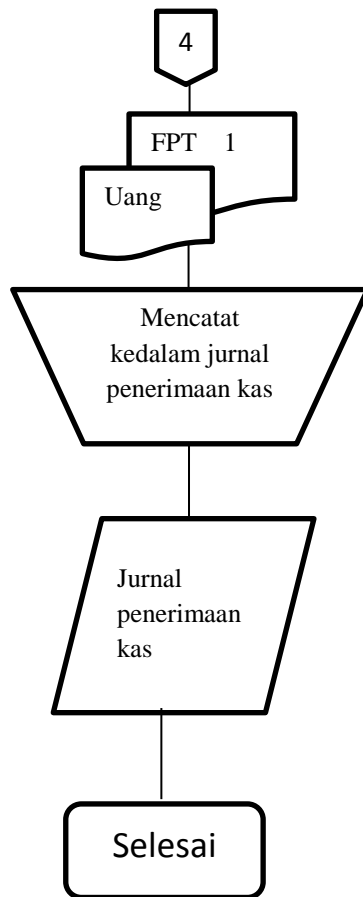 4
FPT 1
Uang
Mencatat
kedalam jurnal
penerimaan kas
Jurnal
penerimaan
kas
Selesai